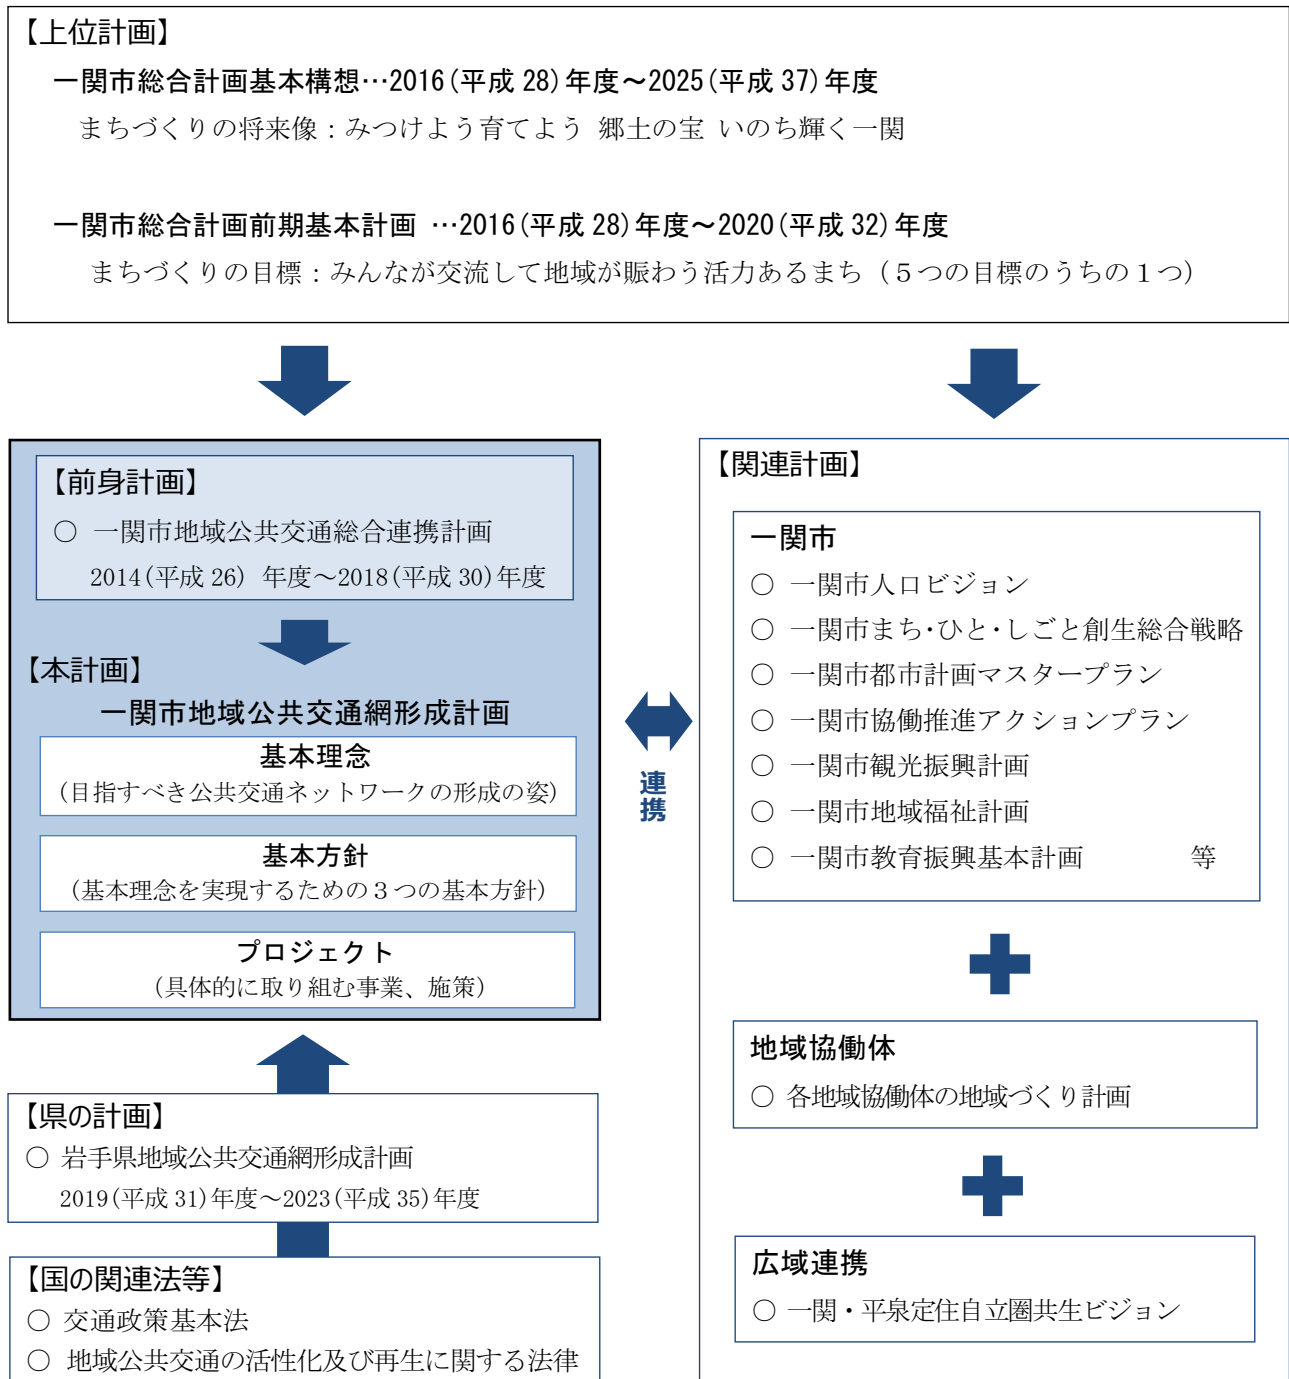 【上位計画】
一関市総合計画基本構想…2016(平成 28)年度～2025(平成 37)年度
まちづくりの将来像：みつけよう育てよう 郷土の宝 いのち輝く一関
一関市総合計画前期基本計画 …2016(平成 28)年度～2020(平成 32)年度
まちづくりの目標：みんなが交流して地域が賑わう活力あるまち（５つの目標のうちの１つ）
【前身計画】
○ 一関市地域公共交通総合連携計画
2014(平成 26) 年度～2018(平成 30)年度
【本計画】
一関市地域公共交通網形成計画
基本理念
(目指すべき公共交通ネットワークの形成の姿)
基本方針
(基本理念を実現するための３つの基本方針)
プロジェクト
(具体的に取り組む事業、施策)
【県の計画】
○ 岩手県地域公共交通網形成計画
2019(平成 31)年度～2023(平成 35)年度
【国の関連法等】
○ 交通政策基本法
○ 地域公共交通の活性化及び再生に関する法律
連携
【関連計画】
一関市
○ 一関市人口ビジョン
○ 一関市まち･ひと･しごと創生総合戦略
○ 一関市都市計画マスタープラン
○ 一関市協働推進アクションプラン
○ 一関市観光振興計画
○ 一関市地域福祉計画
○ 一関市教育振興基本計画 等
地域協働体
○ 各地域協働体の地域づくり計画
広域連携
○ 一関・平泉定住自立圏共生ビジョン